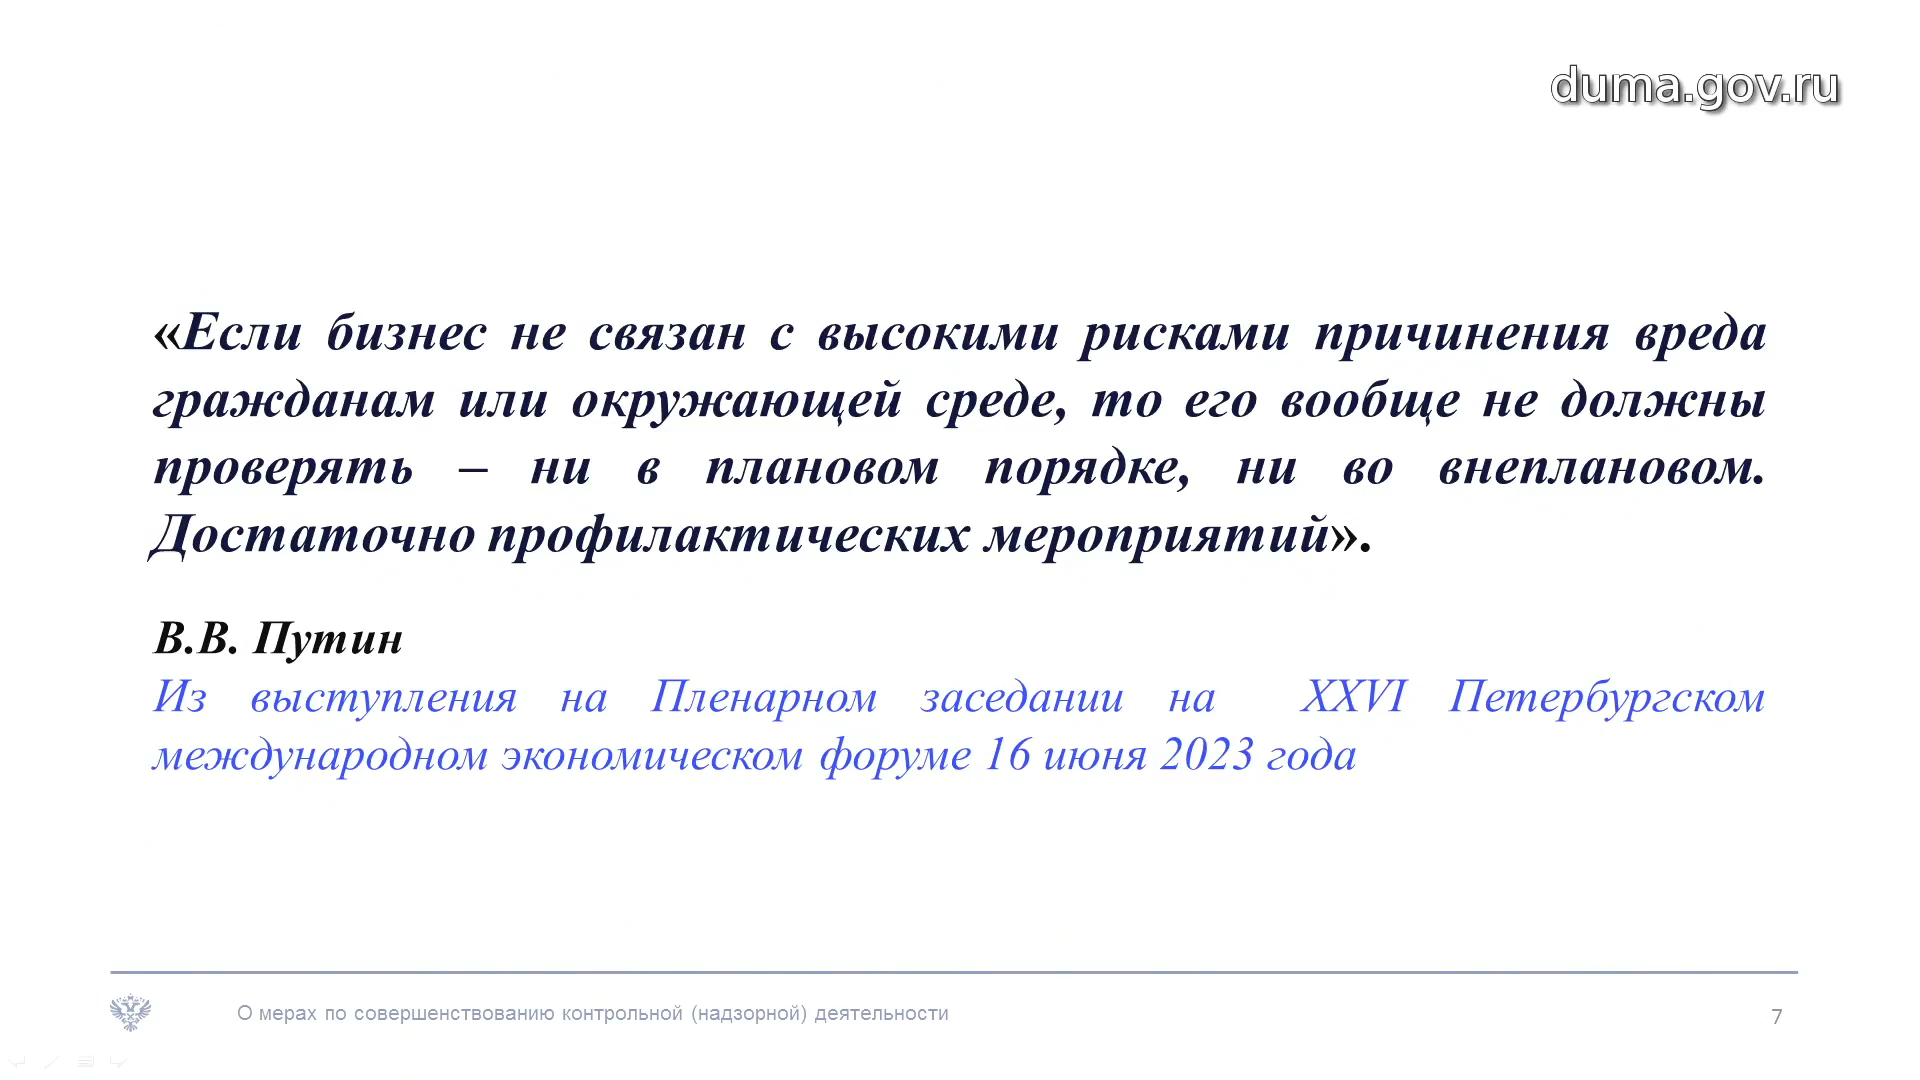 duma.gov.ru
«Если бизнес не связан с высокими рисками причинения вреда
гражданам или окружающей среде, то его вообще не должны
проверять – ни в плановом порядке, ни во внеплановом.
Достаточно профилактических мероприятий».
В.В. Путин
Из выступления на Пленарном заседании на XXVI Петербургском
международном экономическом форуме 16 июня 2023 года
О мерах по совершенствованию контрольной (надзорной) деятельности
7